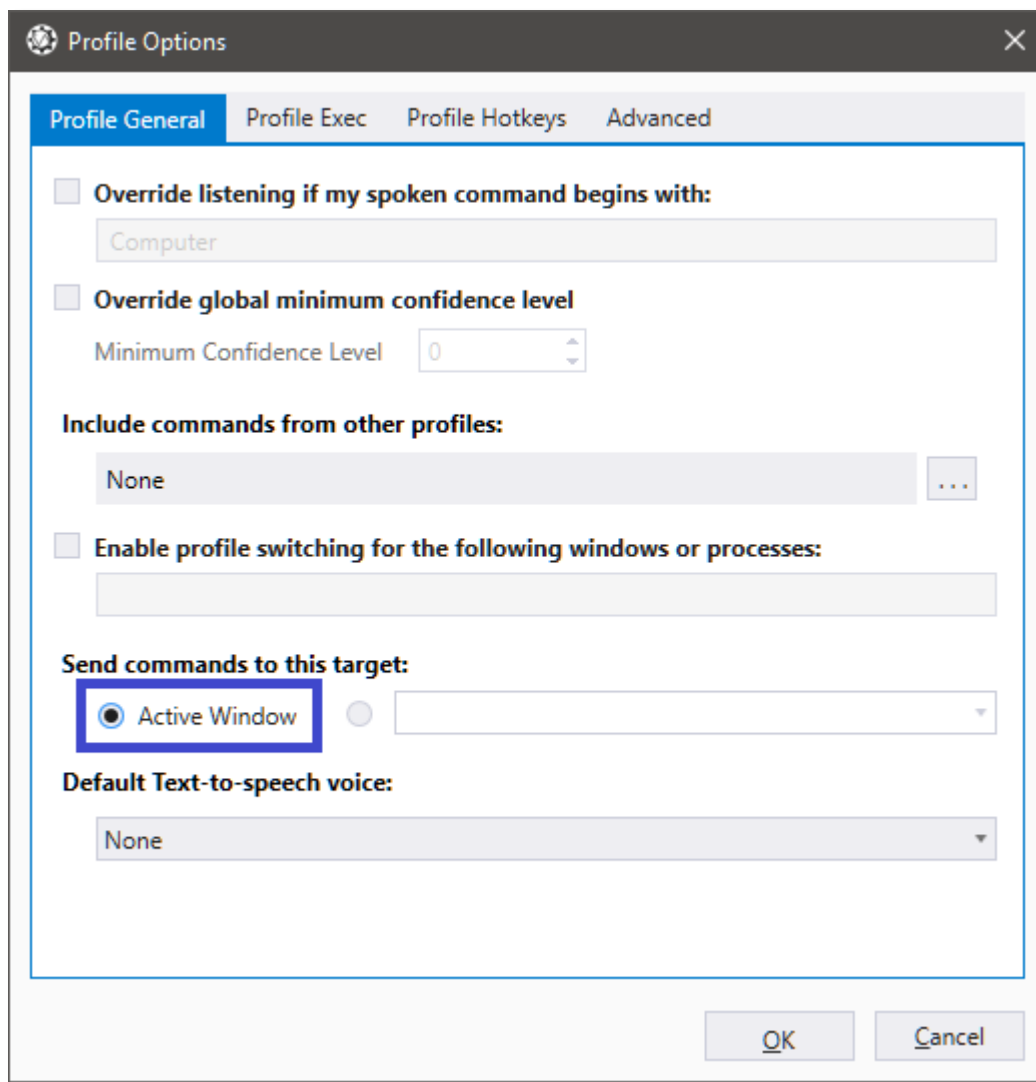 Profile Options
Profile General Profile Exec Profile Hotkeys Advanced
Override listening if my spoken command begins with:
Computer
Override global minimum confidence level
Minimum Confidence Level 0
Include commands from other profiles:
None ...
Enable profile switching for the following windows or processes:
Send commands to this target:
Active Window
Default Text-to-speech voice:
None
OK Cancel